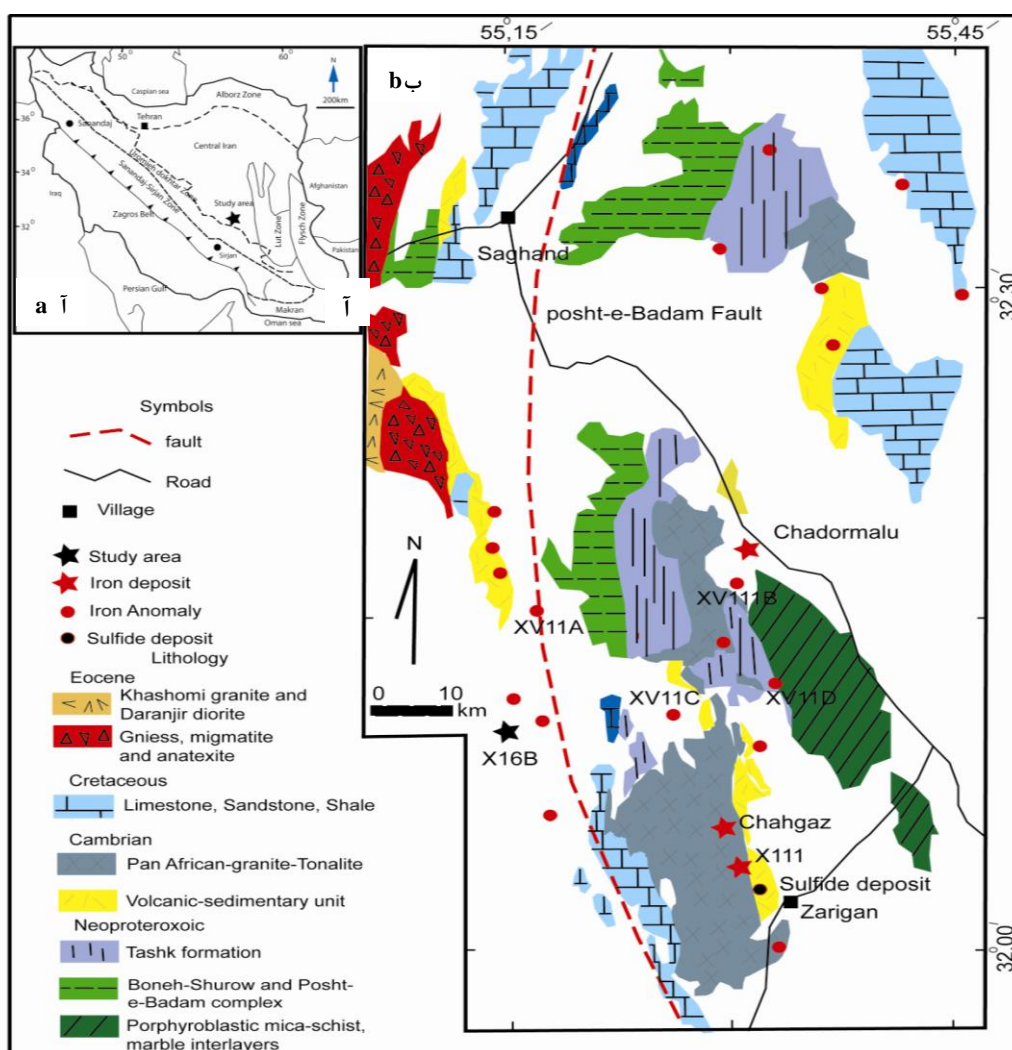 50
60
N
200km
Caspian sea
Alborz Zone
36°
Sanandaj
Tehran
Central Iran
34
Sanandaj-Sirjan Zone
Afghanistan
Iraq
Study area
Zagros Belt
32
Lut Zone
Flysch Zone
Sirjan
Pakistan
Persian Gulf
a آ
آ
Makran
Oman sea
Symbols
fault
Road
Village
Study area
Iron deposit
Iron Anomaly
Sulfide deposit
Lithology
Eocene
Khashomi granite and
Daranjir diorite
Gniess, migmatite
and anatexite
Cretaceous
Limestone, Sandstone, Shale
Cambrian
Pan African-granite-Tonalite
Volcanic-sedimentary unit
Neoproteroxoic
Tashk formation
Boneh-Shurow and Posht-
e-Badam complex
Porphyroblastic mica-schist,
marble interlayers
55,15
55,45
b ب
Saghand
32°30
posht-e-Badam Fault
Chadormalu
N
XV111B
XV11A
0 10
km
XV11C
XV11D
X16B
Chahgaz
X111
Sulfide deposit
Zarigan
32°00